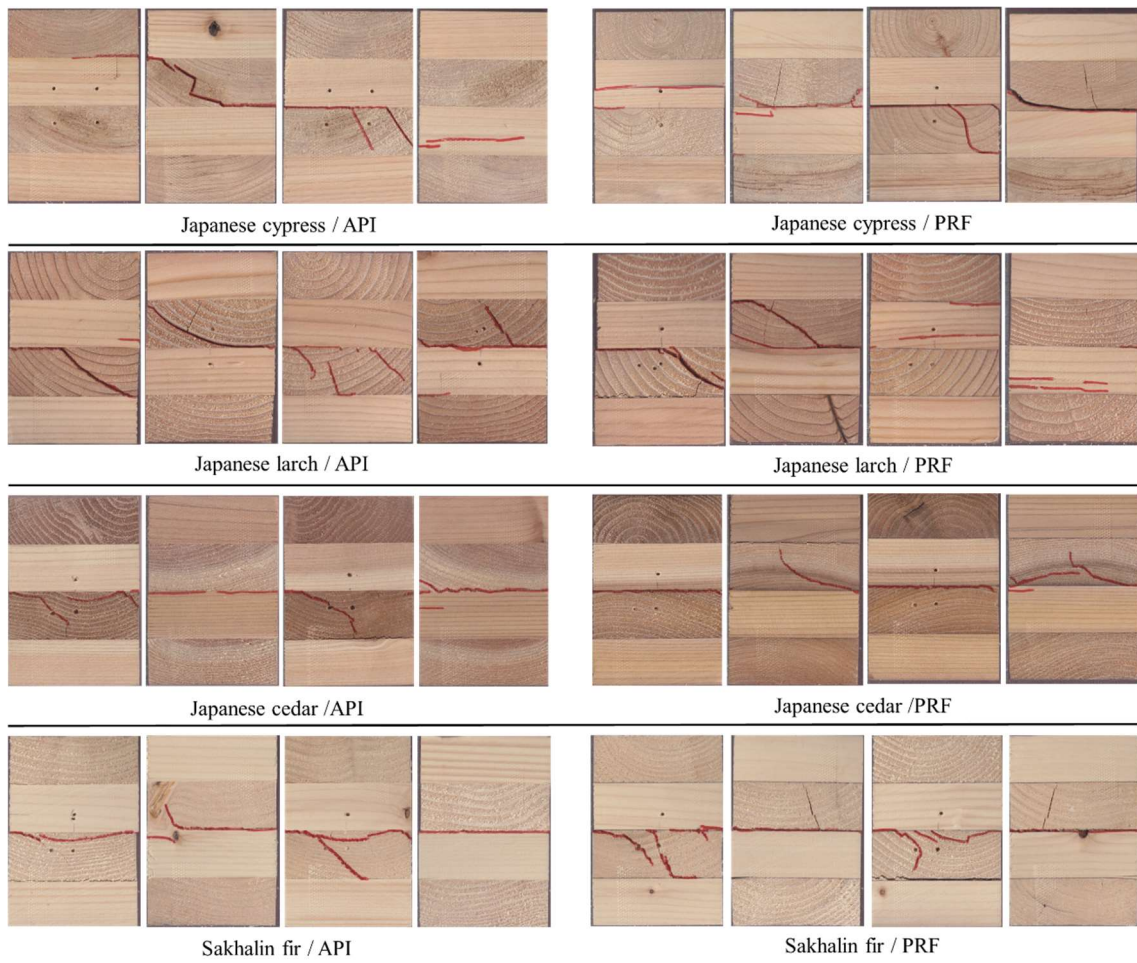 Japanese cypress / API
Japanese cypress / PRF
Japanese larch / API
Japanese larch / PRF
Japanese cedar /API
Japanese cedar /PRF
Sakhalin fir / API
Sakhalin fir / PRF